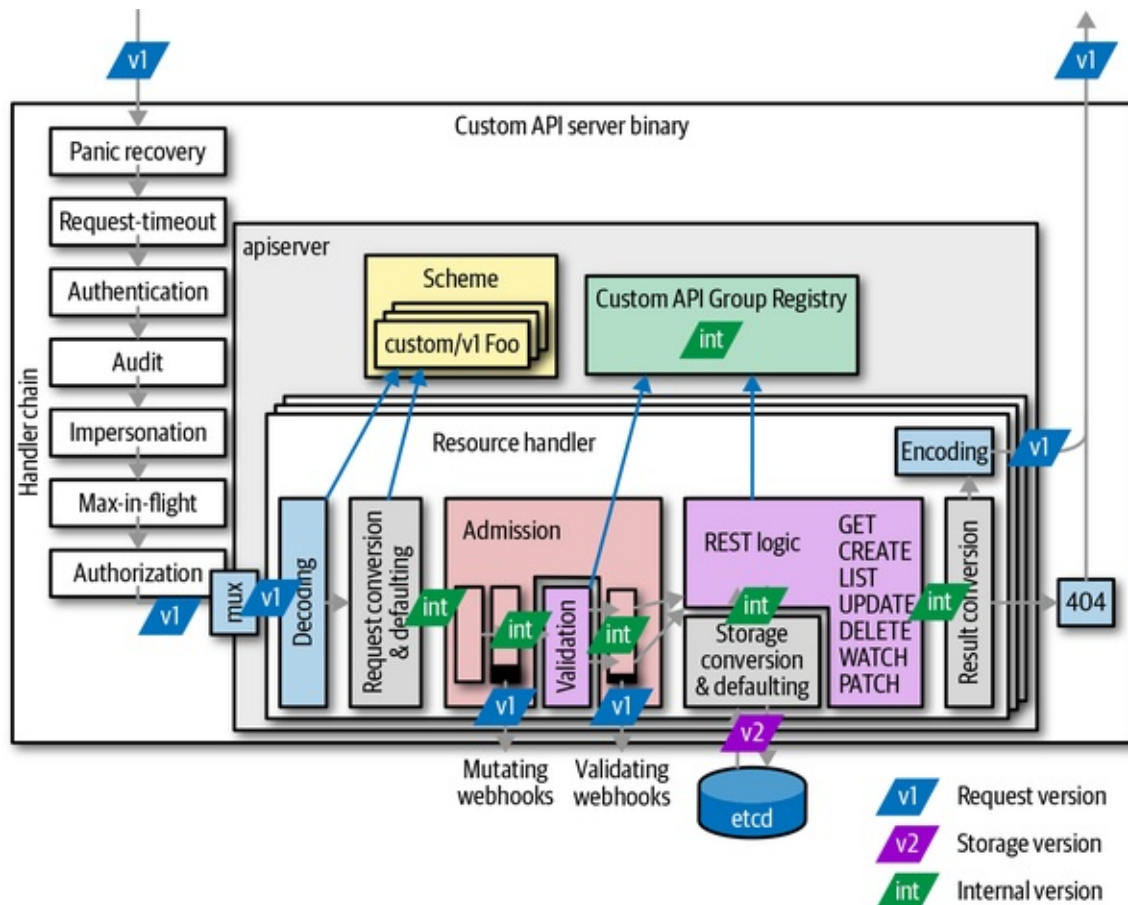 v1
v1
Custom API server binary
Handler chain
Panic recovery
Request-timeout
Authentication
Audit
Impersonation
Max-in-flight
Authorization
v1
mux
v1
apiserver
Scheme
custom/v1 Foo
Custom API Group Registry
int
Resource handler
Decoding
Request conversion
& defaulting
int
Admission
int
Validation
int
v1
v1
Mutating
webhooks
Validating
webhooks
REST logic
int
Storage
conversion
& defaulting
GET
CREATE
LIST
UPDATE
DELETE
WATCH
PATCH
int
Result conversion
Encoding
v1
404
v2
etcd
v1 Request version
v2 Storage version
int Internal version